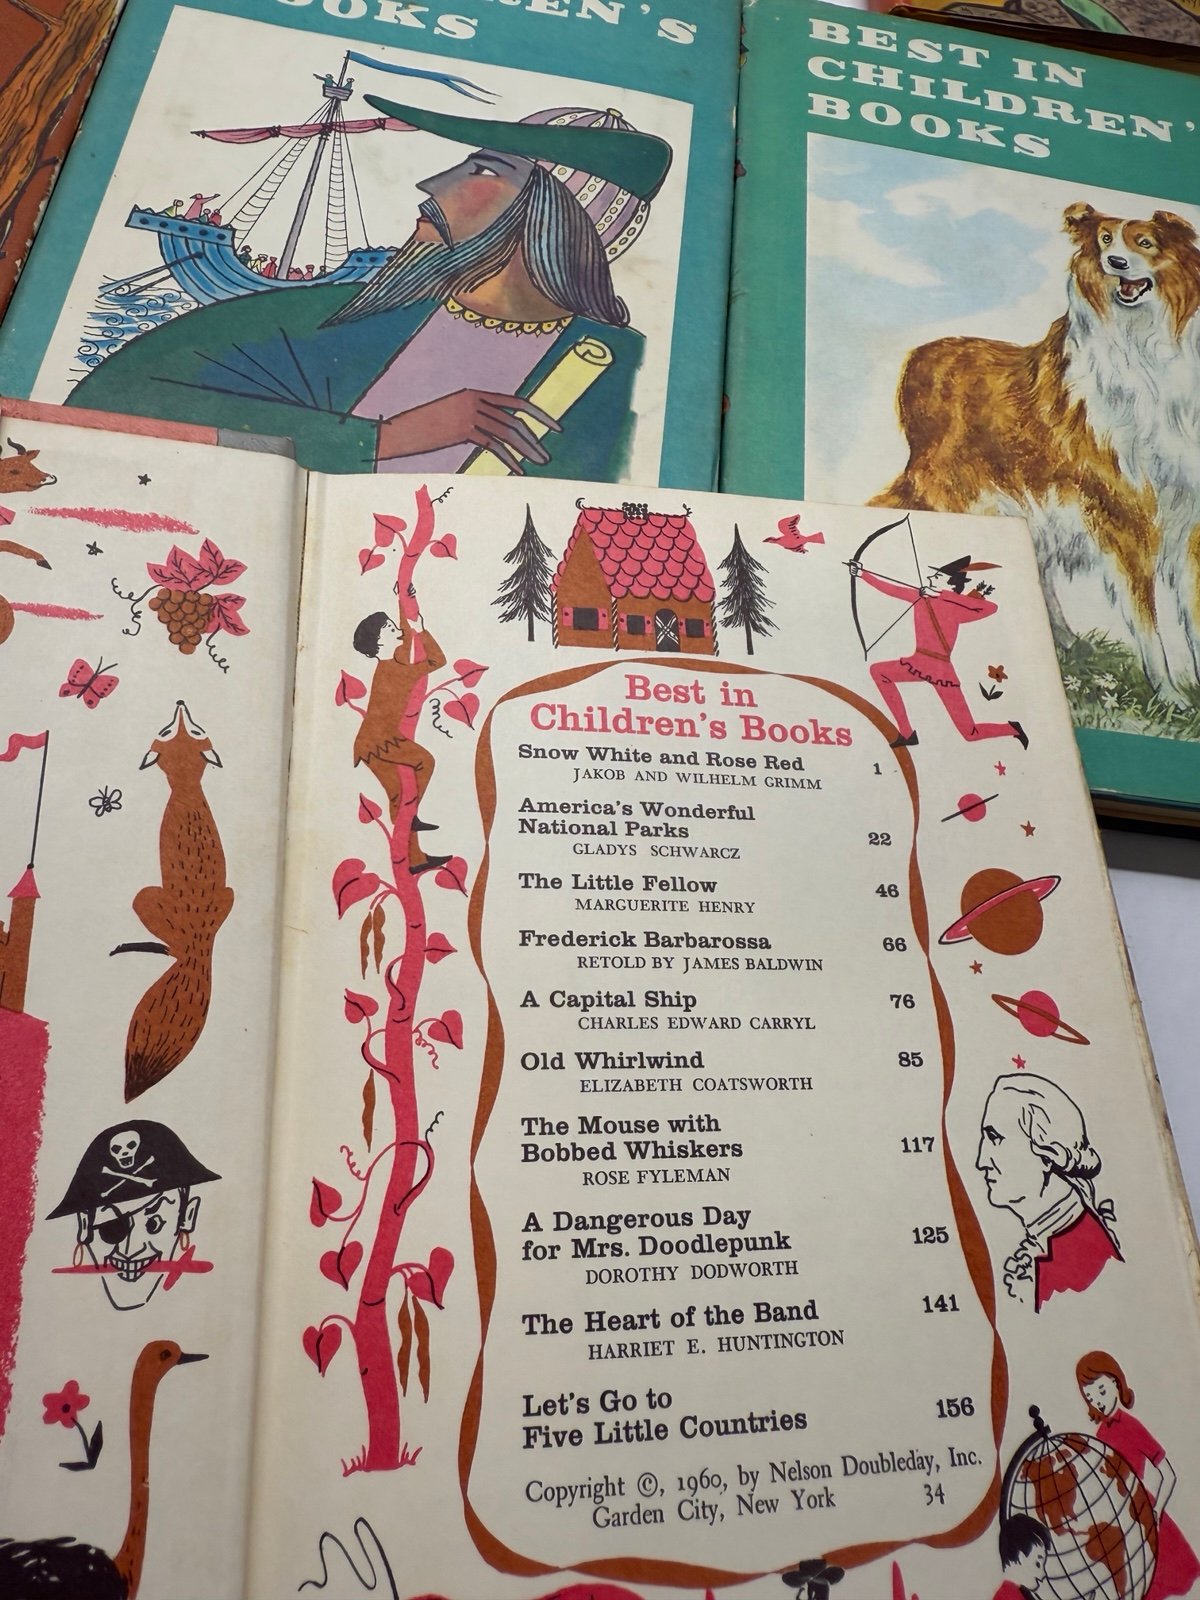 BOOKS
BEST IN
CHILDREN'
BOOKS
Best in
Children's Books
Snow White and Rose Red 1
JAKOB AND WILHELM GRIMM
America's Wonderful
National Parks 22
GLADYS SCHWARCZ
The Little Fellow 46
MARGUERITE HENRY
Frederick Barbarossa 66
RETOLD BY JAMES BALDWIN
A Capital Ship 76
CHARLES EDWARD CARRYL
Old Whirlwind 85
ELIZABETH COATSWORTH
The Mouse with
Bobbed Whiskers 117
ROSE FYLEMAN
A Dangerous Day
for Mrs. Doodlepunk 125
DOROTHY DODWORTH
The Heart of the Band 141
HARRIET E. HUNTINGTON
Let's Go to
Five Little Countries 156
Copyright ©, 1960, by Nelson Doubleday, Inc.
Garden City, New York 34